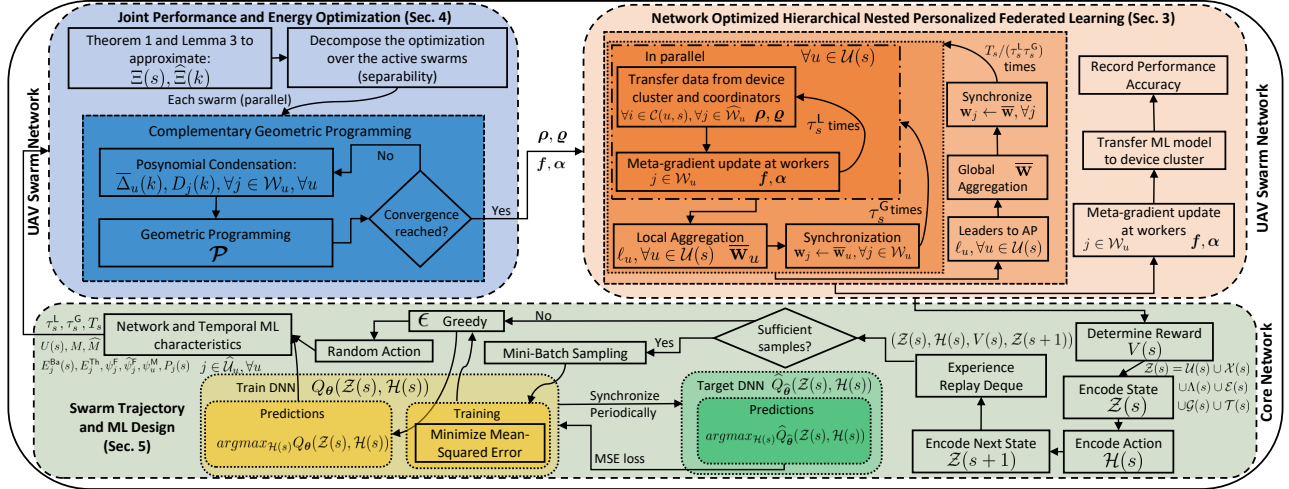 UAV Swarm Network
Joint Performance and Energy Optimization (Sec. 4)
Theorem 1 and Lemma 3 to
approximate:
Ξ(s), Ξ̂(k)
Decompose the optimization
over the active swarms
(separability)
Each swarm (parallel)
Complementary Geometric Programming
Posynomial Condensation:
Δ̅_u(k), D_j(k), ∀j ∈ W_u, ∀u
No
Geometric Programming
𝓟
Convergence
reached?
Yes
ρ, ϱ
f, α
Network Optimized Hierarchical Nested Personalized Federated Learning (Sec. 3)
In parallel
∀u ∈ U(s)
Transfer data from device
cluster and coordinators
∀i ∈ C(u, s), ∀j ∈ Ŵ_u ρ, ϱ
τ_s^L times
Meta-gradient update at workers
j ∈ W_u f, α
τ_s^G times
Local Aggregation
ℓ_u, ∀u ∈ U(s) w̅_u
Synchronization
w_j ← w̅_u, ∀j ∈ W_u
T_s/(τ_s^L τ_s^G)
times
Synchronize
w_j ← w̅, ∀j
Global w̅
Aggregation
Leaders to AP
ℓ_u, ∀u ∈ U(s)
Record Performance
Accuracy
Transfer ML model
to device cluster
Meta-gradient update
at workers
j ∈ W_u f, α
UAV Swarm Network
τ_s^L, τ_s^G, T_s
U(s), M, M̂
E_j^Ba(s), E_j^Th, ψ_j^F, ψ̂_j^F, ψ_u^M, P_j(s) j ∈ Û_u, ∀u
Network and Temporal ML
characteristics
Random Action
ϵ Greedy
No
Mini-Batch Sampling
Yes
Sufficient
samples?
(Z(s), H(s), V(s), Z(s+1))
Experience
Replay Deque
Determine Reward
V(s)
Z(s) = U(s) ∪ X(s)
∪Λ(s) ∪ E(s)
∪G(s) ∪ T(s)
Encode State
Z(s)
Encode Action
H(s)
Encode Next State
Z(s + 1)
Core Network
Swarm Trajectory
and ML Design
(Sec. 5)
Train DNN Q_θ(Z(s), H(s))
Predictions
argmax_H(s) Q_θ(Z(s), H(s))
Training
Minimize Mean-
Squared Error
Synchronize
Periodically
MSE loss
Target DNN Q̂_θ̂(Z(s), H(s))
Predictions
argmax_H(s) Q̂_θ̂(Z(s), H(s))